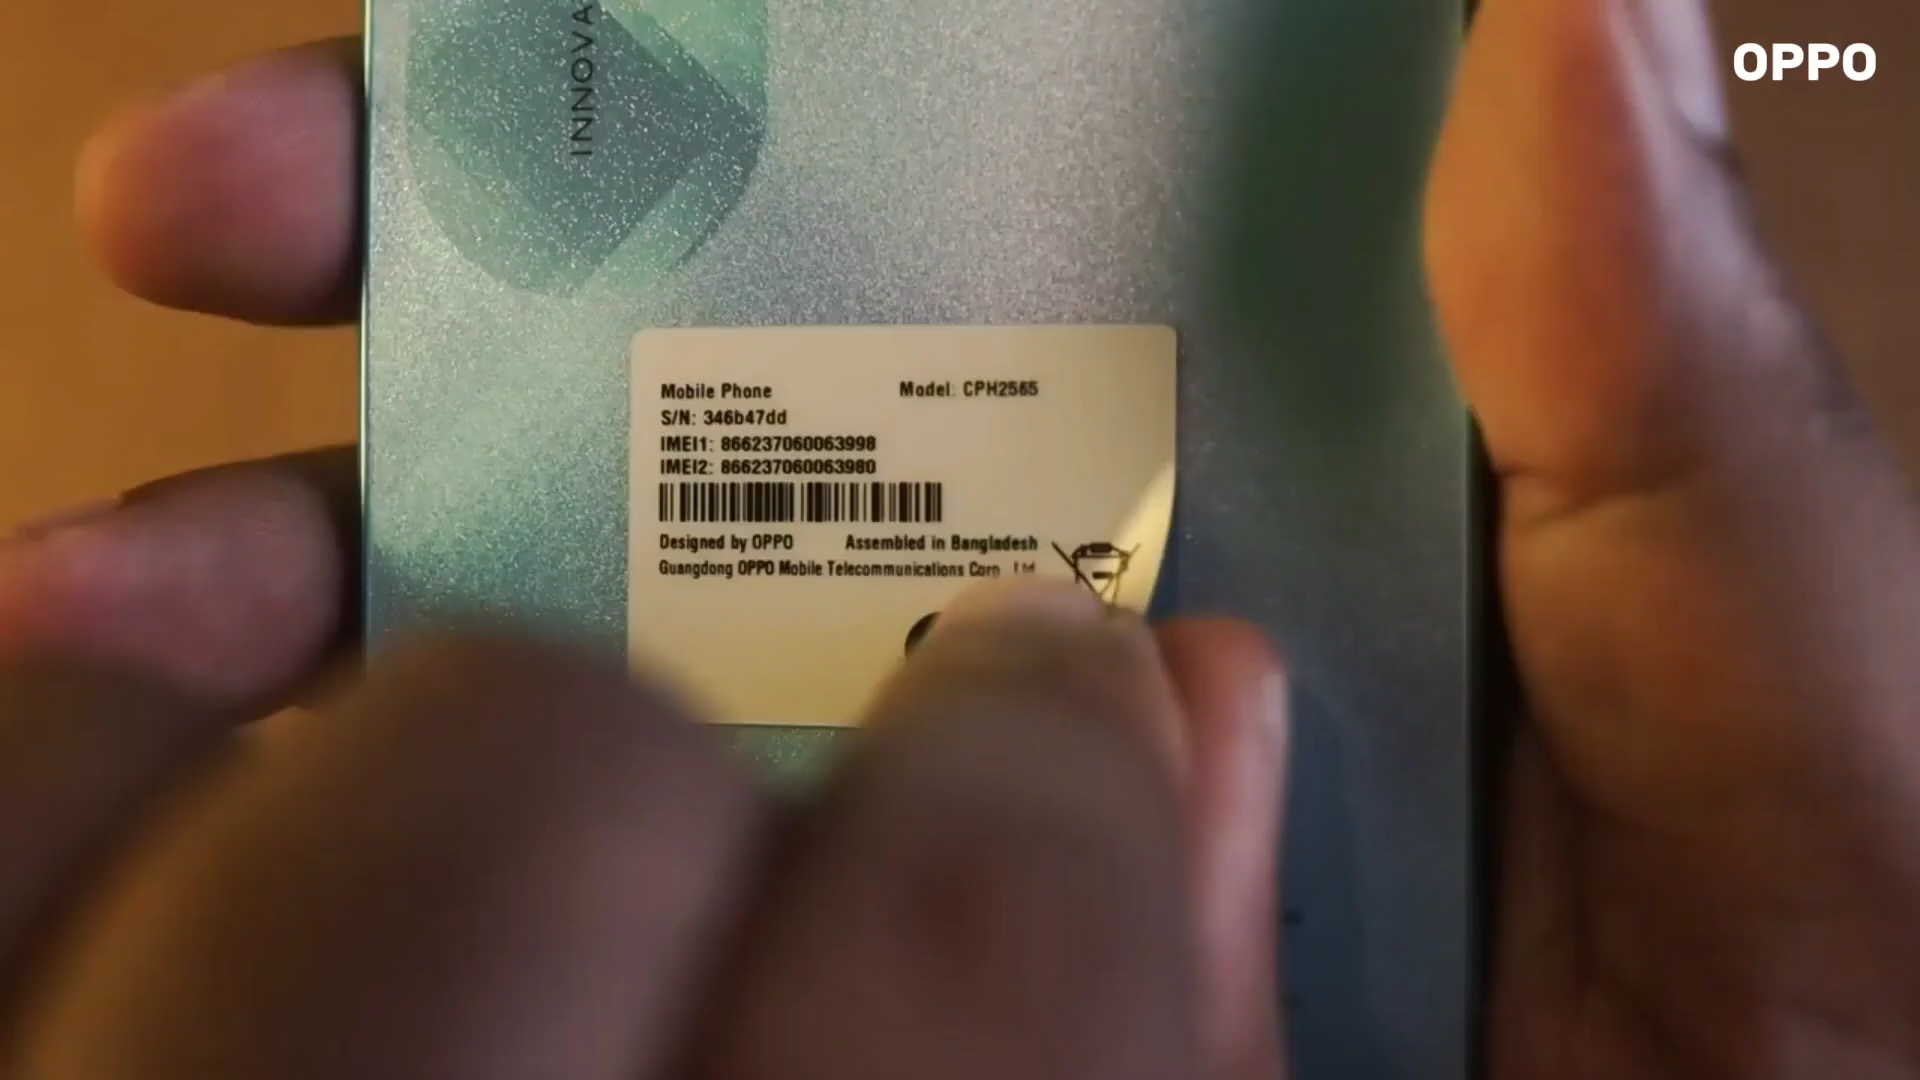 OPPO
INNOVA
Mobile Phone Model: CPH2565
S/N: 346b47dd
IMEI1: 866237060063998
IMEI2: 866237060063980
Designed by OPPO Assembled in Bangladesh
Guangdong OPPO Mobile Telecommunications Corp., Ltd.